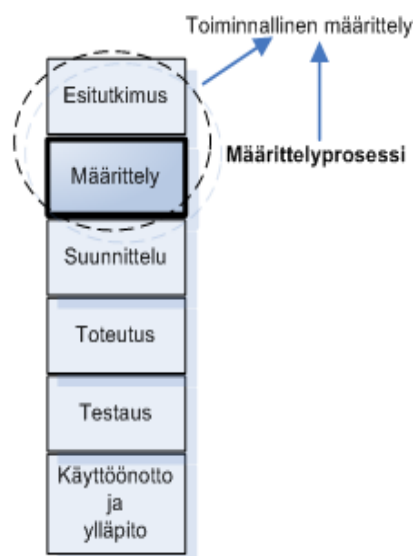 Toiminnallinen määrittely
Esitutkimus
Määrittelyprosessi
Määrittely
Suunnittelu
Toteutus
Testaus
Käyttöönotto
ja
ylläpito